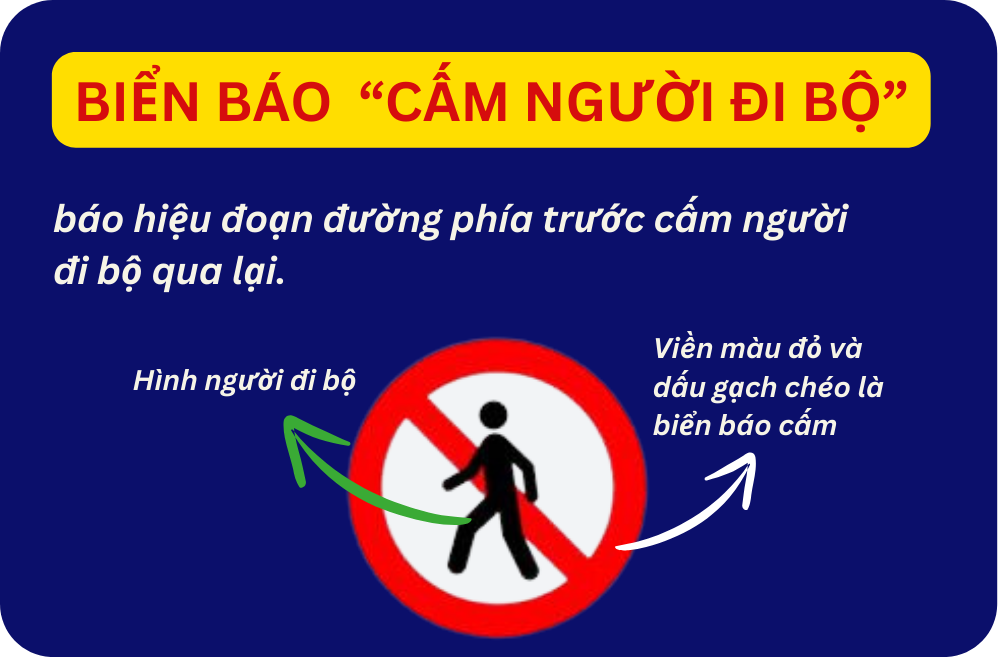 BIỂN BÁO “CẤM NGƯỜI ĐI BỘ”
báo hiệu đoạn đường phía trước cấm người
đi bộ qua lại.
Hình người đi bộ
Viền màu đỏ và
dấu gạch chéo là
biển báo cấm